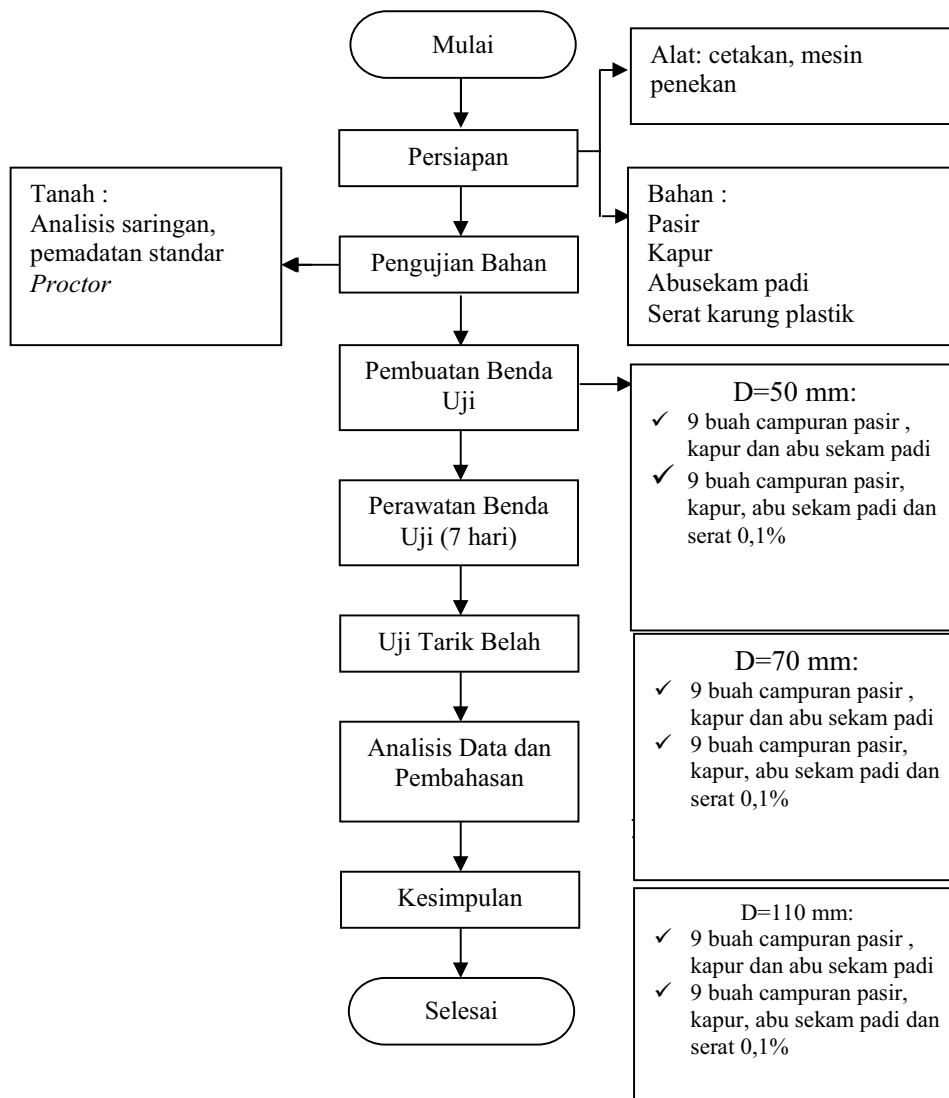 Mulai
Alat: cetakan, mesin
penekan
Persiapan
Tanah :
Analisis saringan,
pemadatan standar
Proctor
Bahan :
Pasir
Kapur
Abusekam padi
Serat karung plastik
Pengujian Bahan
Pembuatan Benda
Uji
D=50 mm:
✓ 9 buah campuran pasir ,
kapur dan abu sekam padi
✓ 9 buah campuran pasir,
kapur, abu sekam padi dan
serat 0,1%
Perawatan Benda
Uji (7 hari)
Uji Tarik Belah
D=70 mm:
✓ 9 buah campuran pasir ,
kapur dan abu sekam padi
✓ 9 buah campuran pasir,
kapur, abu sekam padi dan
serat 0,1%
Analisis Data dan
Pembahasan
Kesimpulan
D=110 mm:
✓ 9 buah campuran pasir ,
kapur dan abu sekam padi
✓ 9 buah campuran pasir,
kapur, abu sekam padi dan
serat 0,1%
Selesai